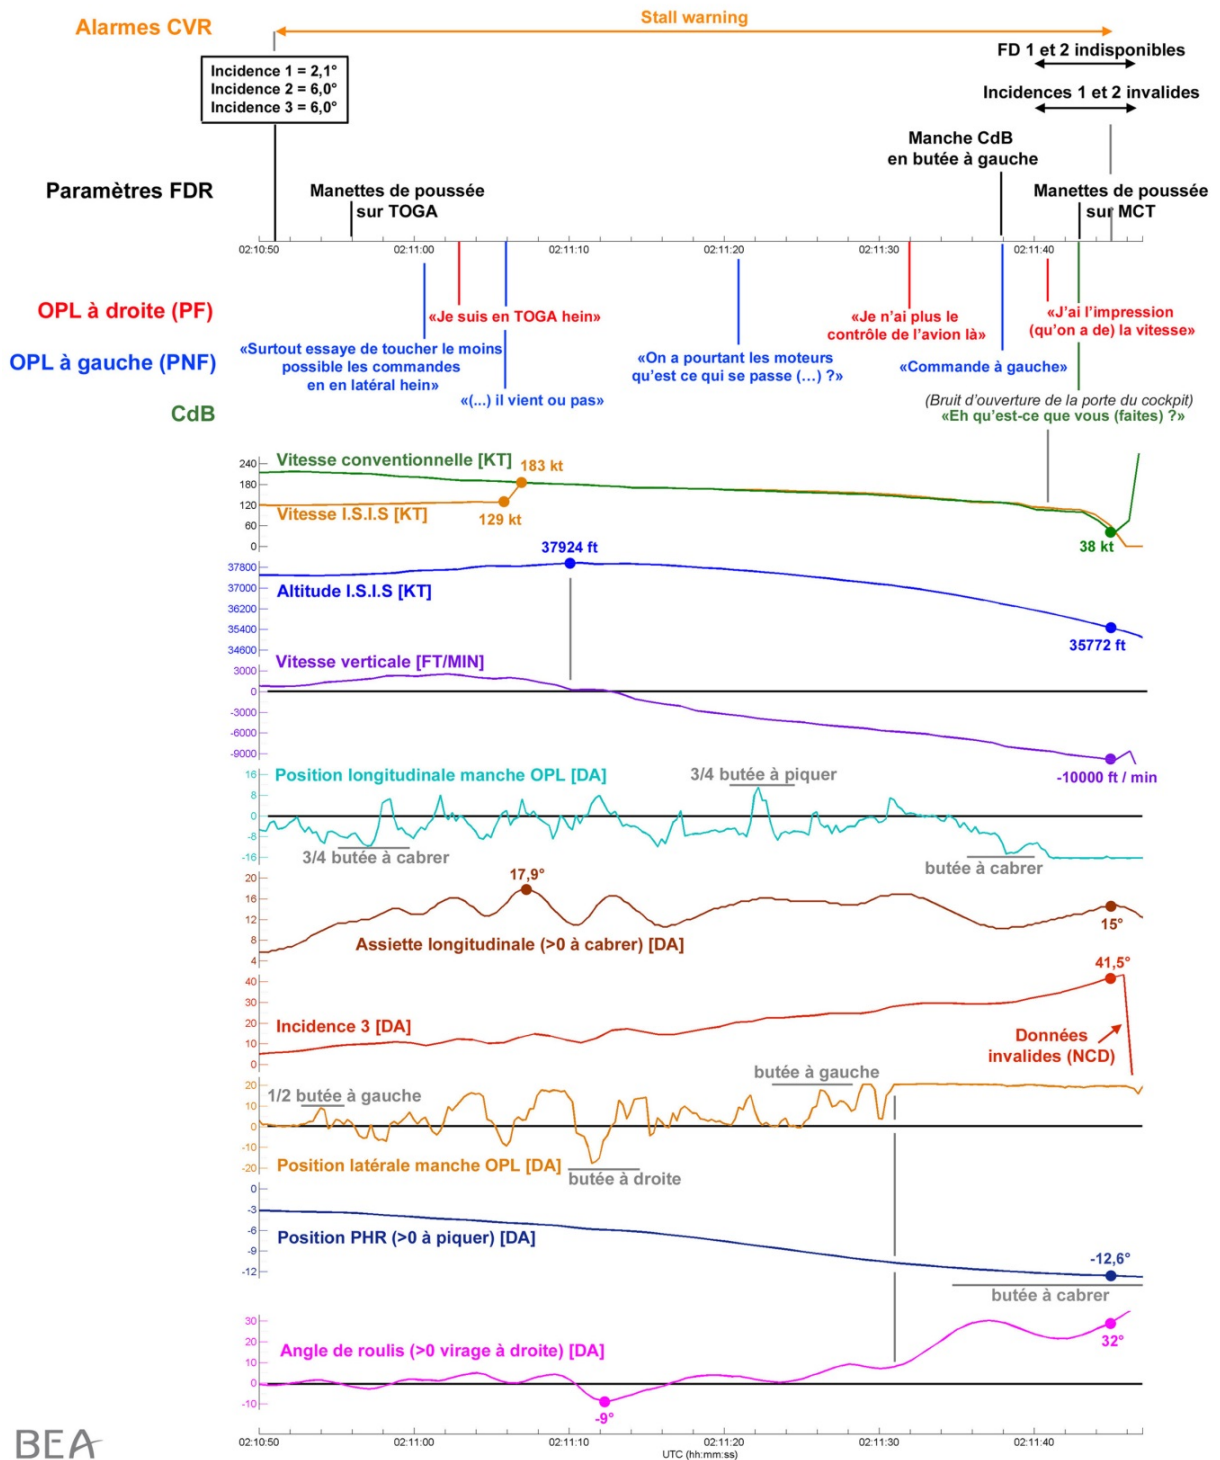 Alarmes CVR
Stall warning
FD 1 et 2 indisponibles
Incidence 1 = 2,1°
Incidence 2 = 6,0°
Incidence 3 = 6,0°
Incidences 1 et 2 invalides
Manche CdB
en butée à gauche
Paramètres FDR
Manettes de poussée
sur TOGA
Manettes de poussée
sur MCT
02:10:50 02:11:00 02:11:10 02:11:20 02:11:30 02:11:40
OPL à droite (PF)
«Je suis en TOGA hein»
«Je n'ai plus le
contrôle de l'avion là»
«J'ai l'impression
(qu'on a de) la vitesse»
OPL à gauche (PNF)
«Surtout essaye de toucher le moins
possible les commandes
en en latéral hein»
«(...) il vient ou pas»
«On a pourtant les moteurs
qu'est ce qui se passe (...) ?»
«Commande à gauche»
CdB
(Bruit d'ouverture de la porte du cockpit)
«Eh qu'est-ce que vous (faites) ?»
Vitesse conventionnelle [KT]
183 kt
240
180
120
60
0
Vitesse I.S.I.S [KT]
129 kt
38 kt
37924 ft
37800
37000
36200
35400
34600
Altitude I.S.I.S [KT]
35772 ft
Vitesse verticale [FT/MIN]
3000
0
-3000
-6000
-9000
-10000 ft / min
Position longitudinale manche OPL [DA]
3/4 butée à piquer
16
8
0
-8
-16
3/4 butée à cabrer
butée à cabrer
17,9°
20
16
12
8
4
15°
Assiette longitudinale (>0 à cabrer) [DA]
41,5°
40
30
20
10
0
Incidence 3 [DA]
Données
invalides (NCD)
butée à gauche
1/2 butée à gauche
20
10
0
-10
-20
Position latérale manche OPL [DA]
butée à droite
0
-3
-6
-9
-12
Position PHR (>0 à piquer) [DA]
-12,6°
butée à cabrer
30
20
10
0
-10
Angle de roulis (>0 virage à droite) [DA]
32°
-9°
02:10:50 02:11:00 02:11:10 02:11:20 02:11:30 02:11:40
UTC (hh:mm:ss)
BEA